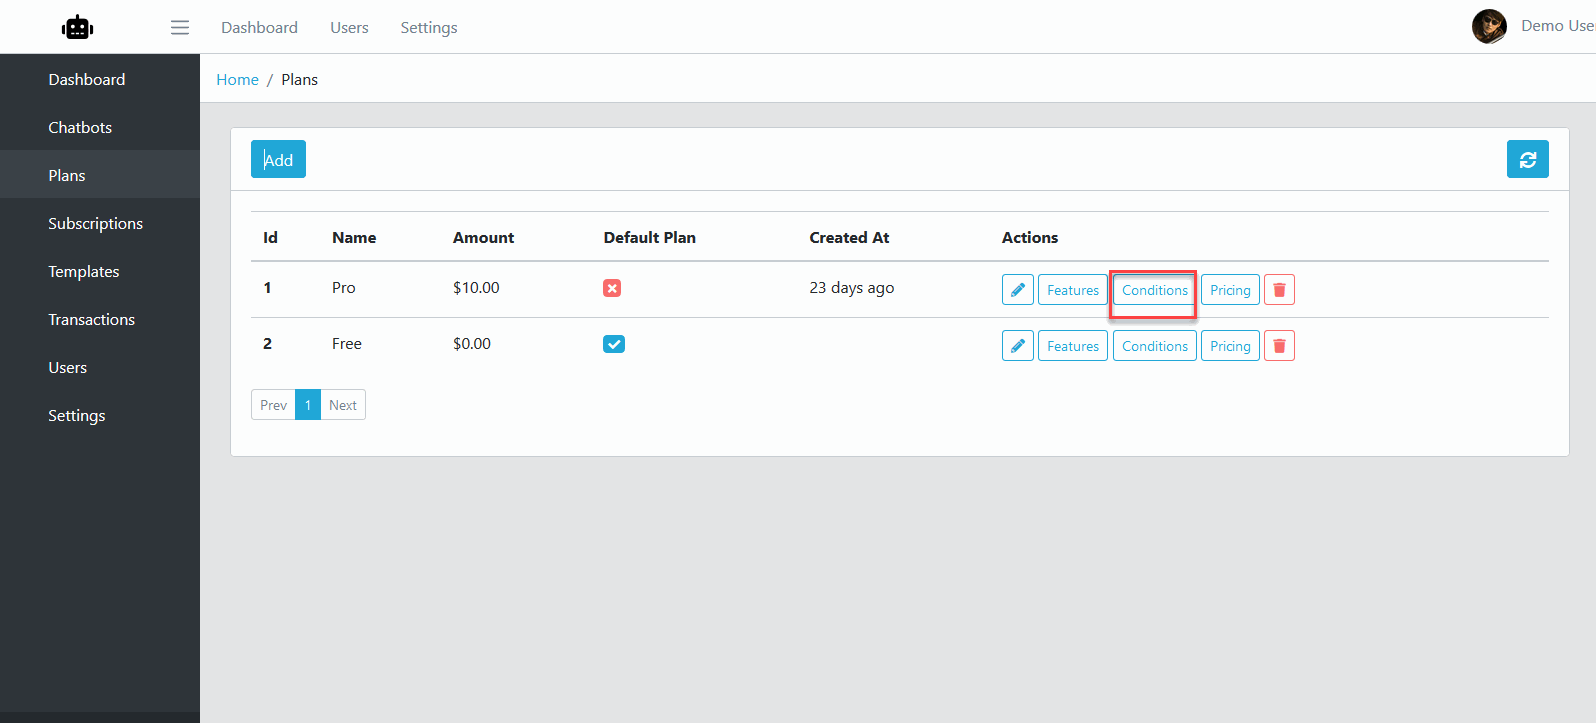 Dashboard Users Settings Demo Use
Dashboard
Chatbots
Plans
Subscriptions
Templates
Transactions
Users
Settings
Home / Plans
Add
Id Name Amount Default Plan Created At Actions
1 Pro $10.00 23 days ago Features Conditions Pricing
2 Free $0.00 Features Conditions Pricing
Prev 1 Next